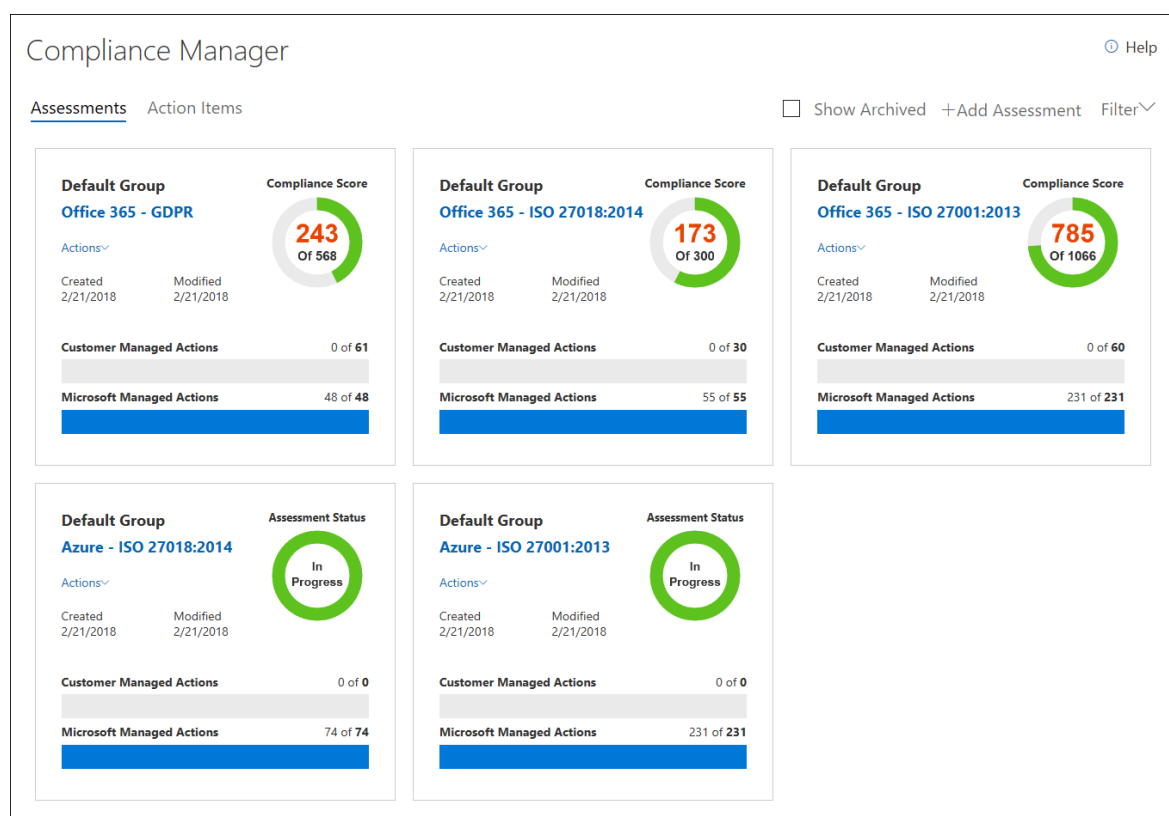 Compliance Manager
Help
Assessments Action Items
Show Archived +Add Assessment Filter
Default Group
Compliance Score
Office 365 - GDPR
243
Of 568
Actions
Created Modified
2/21/2018 2/21/2018
Customer Managed Actions 0 of 61
Microsoft Managed Actions 48 of 48
Default Group
Compliance Score
Office 365 - ISO 27018:2014
173
Of 300
Actions
Created Modified
2/21/2018 2/21/2018
Customer Managed Actions 0 of 30
Microsoft Managed Actions 55 of 55
Default Group
Compliance Score
Office 365 - ISO 27001:2013
785
Of 1066
Actions
Created Modified
2/21/2018 2/21/2018
Customer Managed Actions 0 of 60
Microsoft Managed Actions 231 of 231
Default Group
Assessment Status
Azure - ISO 27018:2014
In
Progress
Actions
Created Modified
2/21/2018 2/21/2018
Customer Managed Actions 0 of 0
Microsoft Managed Actions 74 of 74
Default Group
Assessment Status
Azure - ISO 27001:2013
In
Progress
Actions
Created Modified
2/21/2018 2/21/2018
Customer Managed Actions 0 of 0
Microsoft Managed Actions 231 of 231